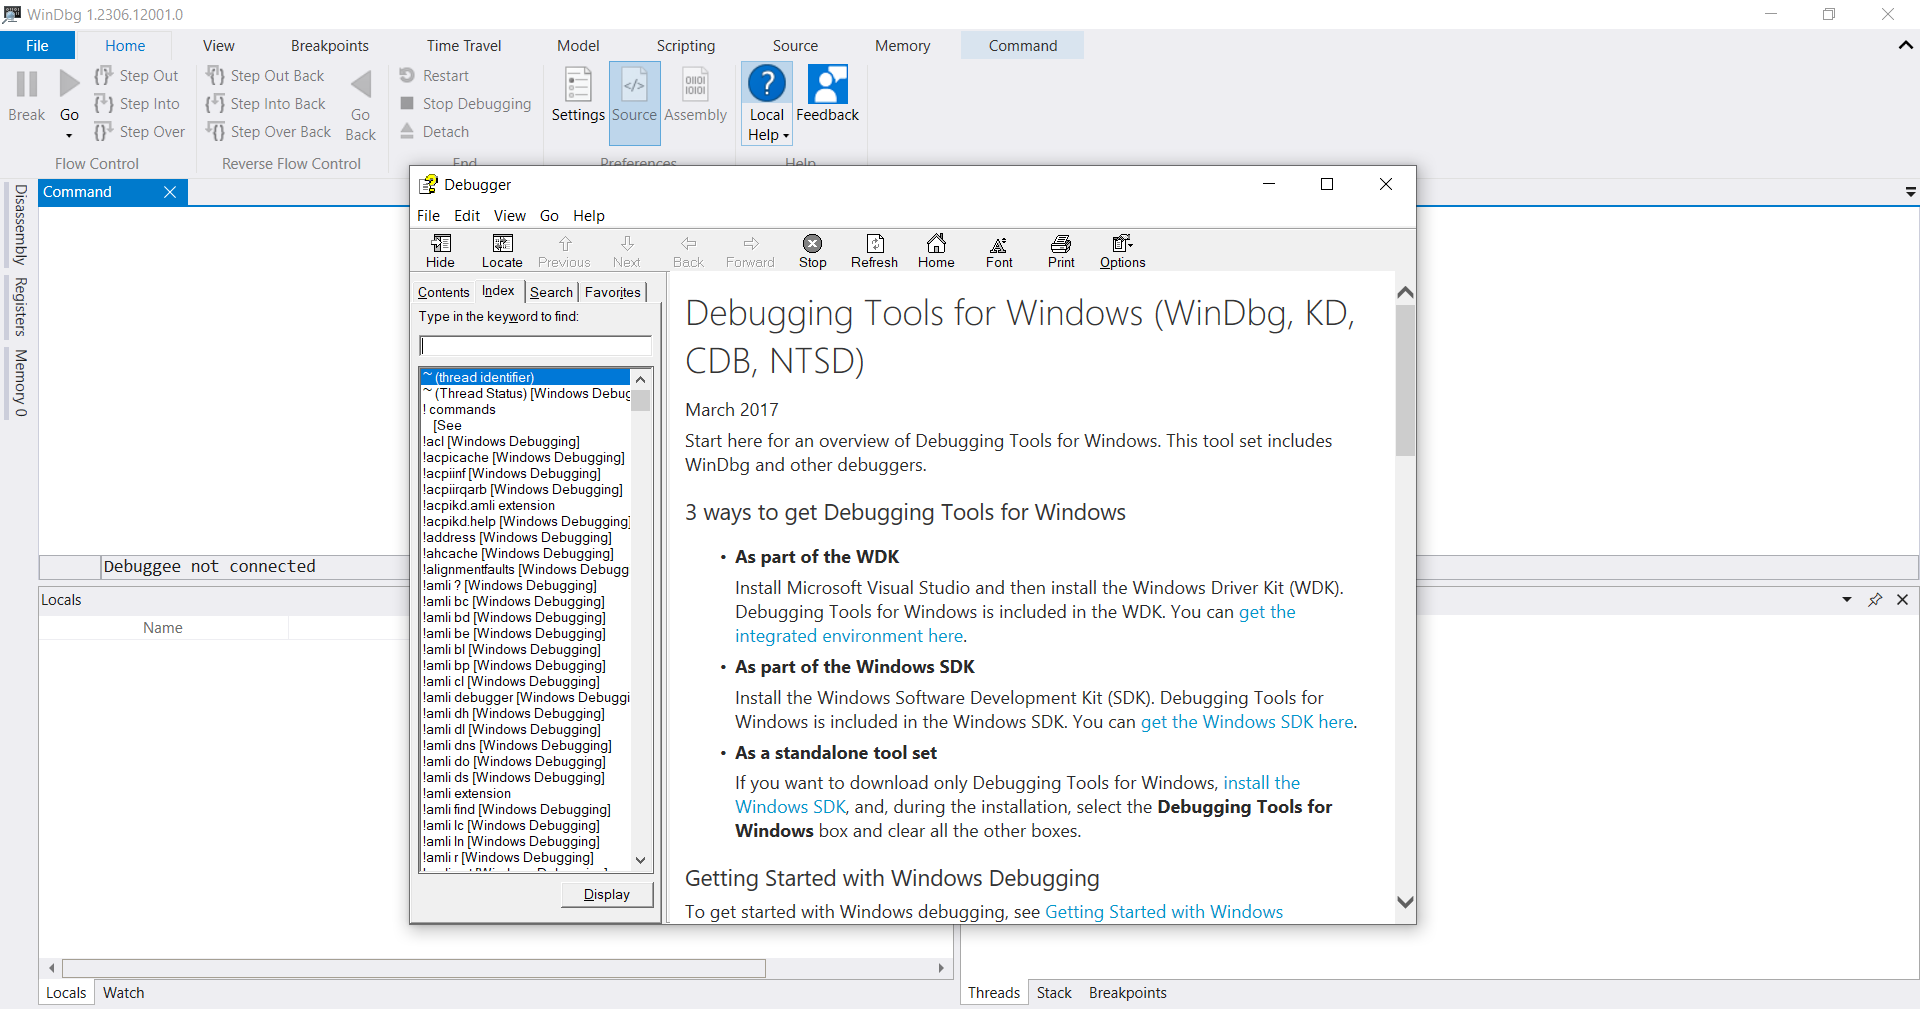 WinDbg 1.2306.12001.0
File Home View Breakpoints Time Travel Model Scripting Source Memory Command
Break
Go
Step Out
Step Into
Step Over
Flow Control
Step Out Back
Step Into Back
Step Over Back
Go Back
Reverse Flow Control
Restart
Stop Debugging
Detach
End
Settings Source Assembly
Preferences
Local Help
Feedback
Help
Disassembly
Registers
Memory 0
Command
Debuggee not connected
Locals
Name
Locals Watch
Threads Stack Breakpoints
Debugger
File Edit View Go Help
Hide Locate Previous Next Back Forward Stop Refresh Home Font Print Options
Contents Index Search Favorites
Type in the keyword to find:
~ (thread identifier)
~ (Thread Status) [Windows Debug
! commands
[See
!acl [Windows Debugging]
!acpicache [Windows Debugging]
!acpiinf [Windows Debugging]
!acpiirqarb [Windows Debugging]
!acpikd.amli extension
!acpikd.help [Windows Debugging]
!address [Windows Debugging]
!ahcache [Windows Debugging]
!alignmentfaults [Windows Debugg
!amli ? [Windows Debugging]
!amli bc [Windows Debugging]
!amli bd [Windows Debugging]
!amli be [Windows Debugging]
!amli bl [Windows Debugging]
!amli bp [Windows Debugging]
!amli cl [Windows Debugging]
!amli debugger [Windows Debuggi
!amli dh [Windows Debugging]
!amli dl [Windows Debugging]
!amli dns [Windows Debugging]
!amli do [Windows Debugging]
!amli ds [Windows Debugging]
!amli extension
!amli find [Windows Debugging]
!amli lc [Windows Debugging]
!amli ln [Windows Debugging]
!amli r [Windows Debugging]
Display
Debugging Tools for Windows (WinDbg, KD,
CDB, NTSD)
March 2017
Start here for an overview of Debugging Tools for Windows. This tool set includes
WinDbg and other debuggers.
3 ways to get Debugging Tools for Windows
• As part of the WDK
Install Microsoft Visual Studio and then install the Windows Driver Kit (WDK).
Debugging Tools for Windows is included in the WDK. You can get the
integrated environment here.
• As part of the Windows SDK
Install the Windows Software Development Kit (SDK). Debugging Tools for
Windows is included in the Windows SDK. You can get the Windows SDK here.
• As a standalone tool set
If you want to download only Debugging Tools for Windows, install the
Windows SDK, and, during the installation, select the Debugging Tools for
Windows box and clear all the other boxes.
Getting Started with Windows Debugging
To get started with Windows debugging, see Getting Started with Windows